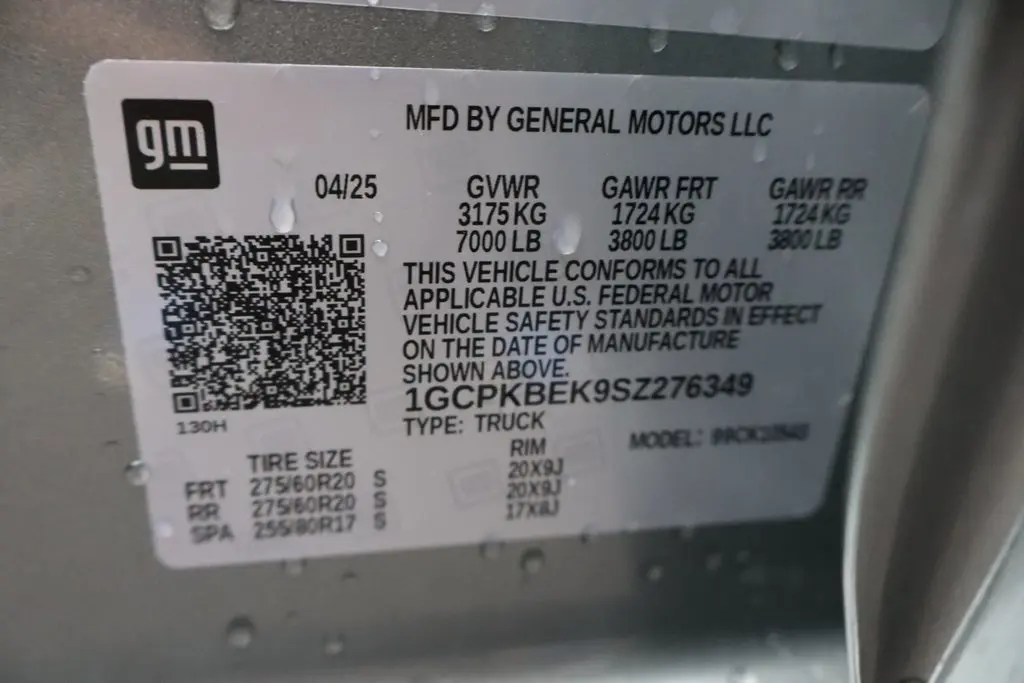 gm
MFD BY GENERAL MOTORS LLC
04/25 GVWR GAWR FRT GAWR RR
3175 KG 1724 KG 1724 KG
7000 LB 3800 LB 3800 LB
THIS VEHICLE CONFORMS TO ALL
APPLICABLE U.S. FEDERAL MOTOR
VEHICLE SAFETY STANDARDS IN EFFECT
ON THE DATE OF MANUFACTURE
SHOWN ABOVE.
1GCPKBEK9SZ276349
130H
TYPE: TRUCK MODEL:
TIRE SIZE RIM
FRT 275/60R20 S 20X9J
RR 275/60R20 S 20X9J
SPA 255/80R17 S 17X8J